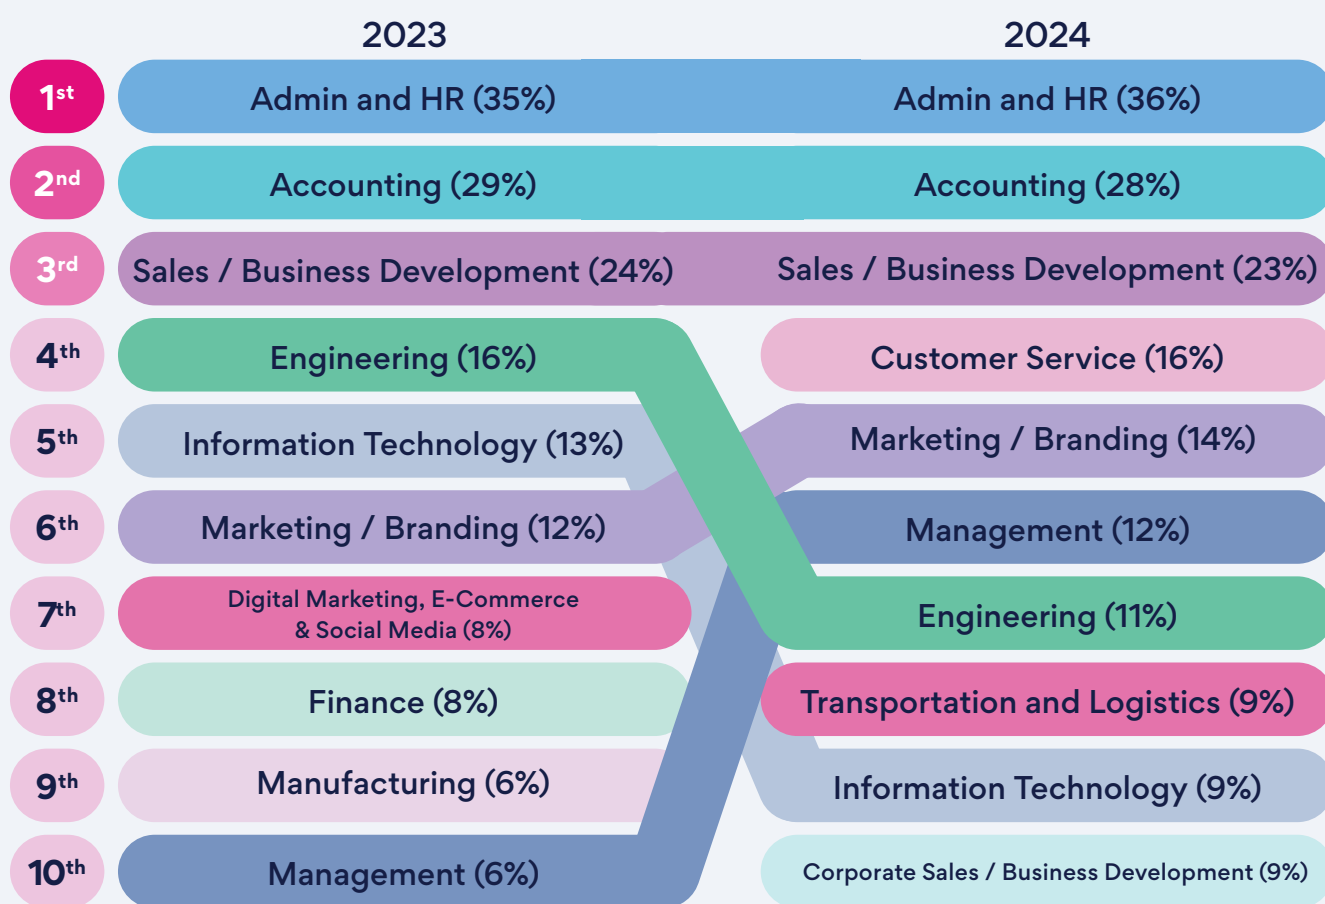 2023 2024
1st Admin and HR (35%) Admin and HR (36%)
2nd Accounting (29%) Accounting (28%)
3rd Sales / Business Development (24%) Sales / Business Development (23%)
4th Engineering (16%) Customer Service (16%)
5th Information Technology (13%) Marketing / Branding (14%)
6th Marketing / Branding (12%) Management (12%)
7th Digital Marketing, E-Commerce
& Social Media (8%) Engineering (11%)
8th Finance (8%) Transportation and Logistics (9%)
9th Manufacturing (6%) Information Technology (9%)
10th Management (6%) Corporate Sales / Business Development (9%)